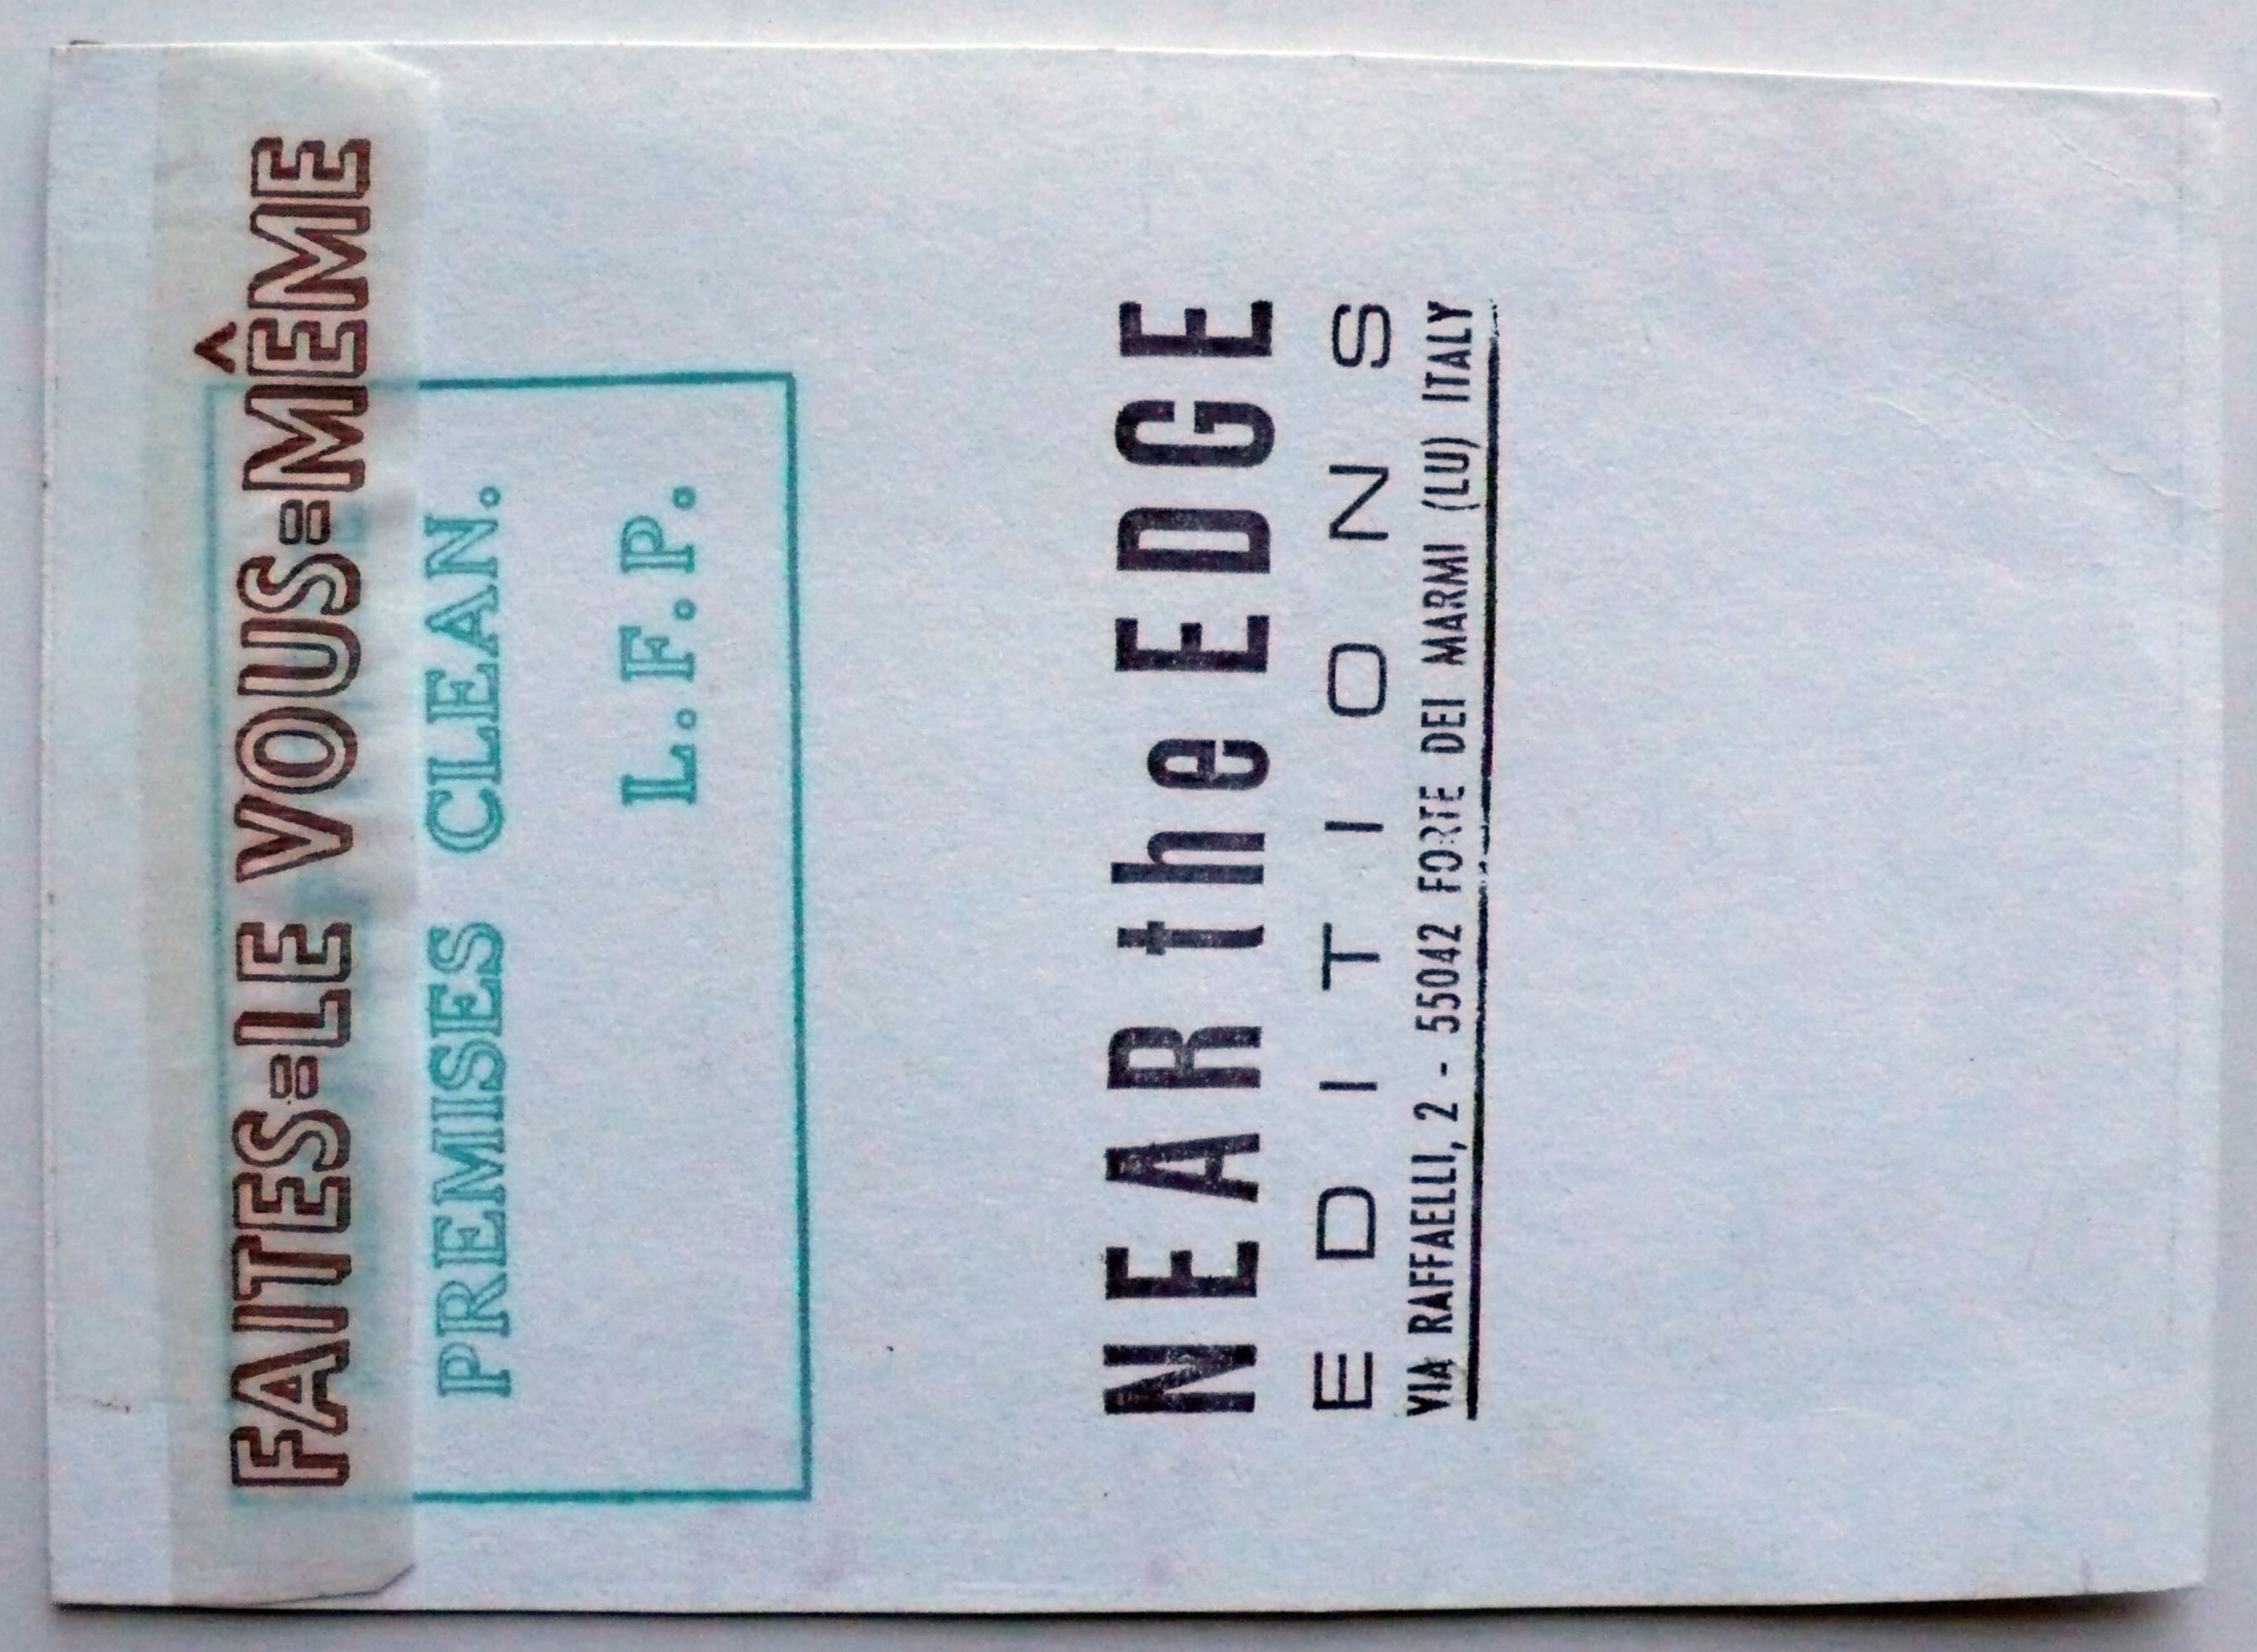 FAITES=LE VOUS=MÊME
PREMISES CLEAN.
L.F.P.
NEAR the EDGE
EDITIONS
VIA RAFFAELLI, 2 - 55042 FORTE DEI MARMI (LU) ITALY